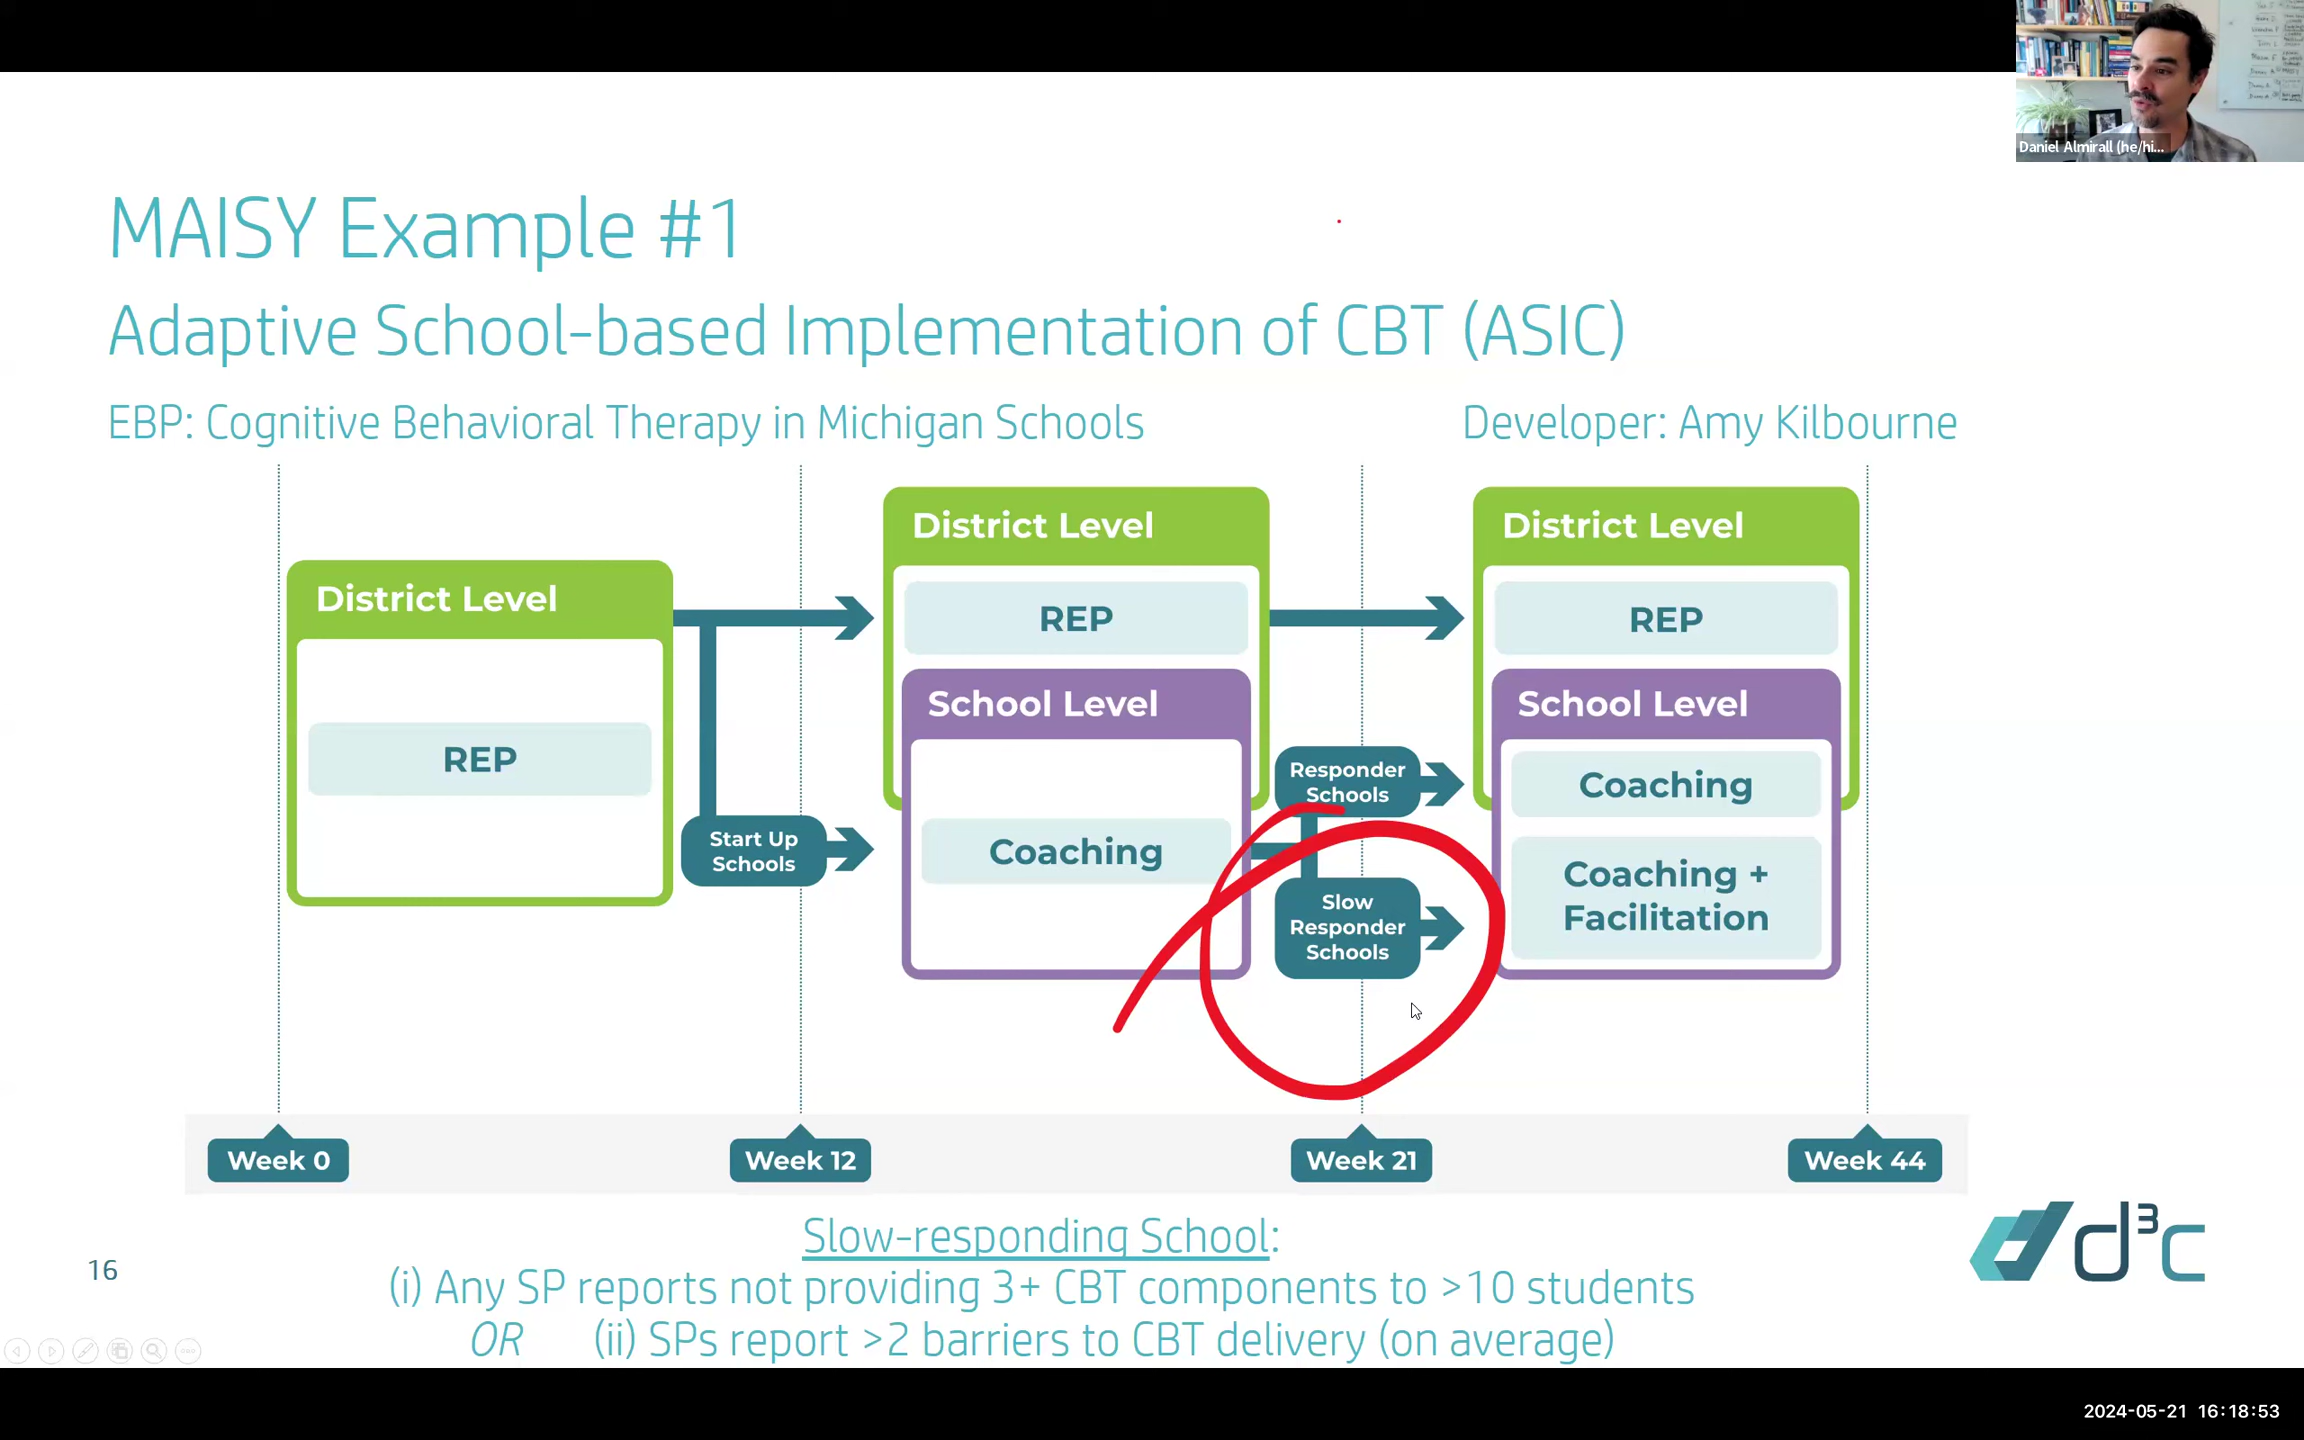 Daniel Almirall (he/hi...
MAISY Example #1
Adaptive School-based Implementation of CBT (ASIC)
EBP: Cognitive Behavioral Therapy in Michigan Schools
Developer: Amy Kilbourne
District Level
REP
Start Up
Schools
District Level
REP
School Level
Coaching
Responder
Schools
Slow
Responder
Schools
District Level
REP
School Level
Coaching
Coaching +
Facilitation
Week 0
Week 12
Week 21
Week 44
Slow-responding School:
(i) Any SP reports not providing 3+ CBT components to >10 students
OR (ii) SPs report >2 barriers to CBT delivery (on average)
16
d³c
2024-05-21 16:18:53